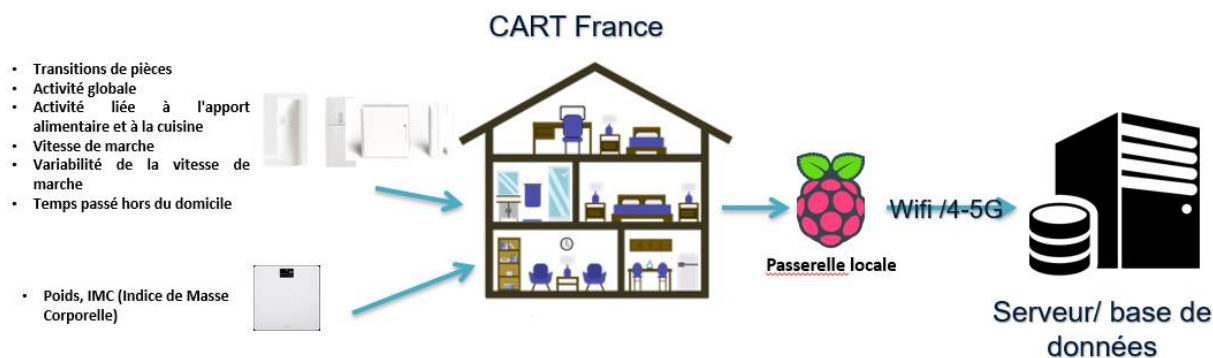 CART France
• Transitions de pièces
• Activité globale
• Activité liée à l'apport
alimentaire et à la cuisine
• Vitesse de marche
• Variabilité de la vitesse de
marche
• Temps passé hors du domicile
• Poids, IMC (Indice de Masse
Corporelle)
Passerelle locale
Wifi /4-5G
Serveur/ base de
données